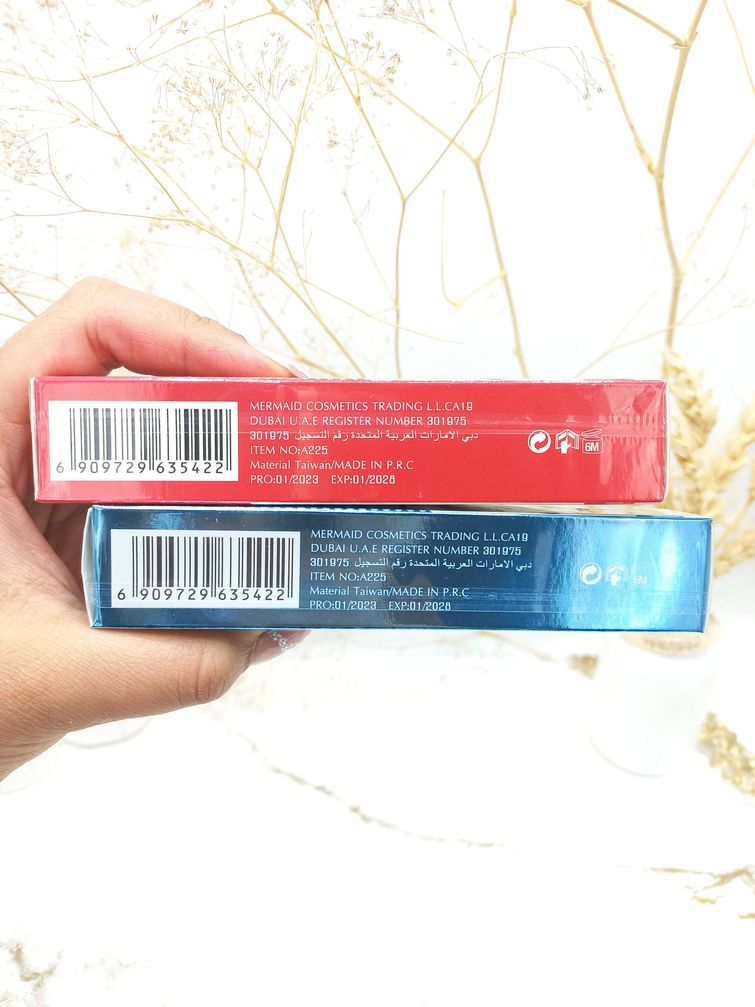 MERMAID COSMETICS TRADING L.L.CA19
DUBAI U.A.E REGISTER NUMBER 301975
دبي الامارات العربية المتحدة رقم التسجيل 301975
ITEM NO:A225
Material Taiwan/MADE IN P.R.C
PRO:01/2023 EXP:01/2028
6 909729 635422
6M
MERMAID COSMETICS TRADING L.L.CA19
DUBAI U.A.E REGISTER NUMBER 301975
دبي الامارات العربية المتحدة رقم التسجيل 301975
ITEM NO:A225
Material Taiwan/MADE IN P.R.C
PRO:01/2023 EXP:01/2028
6 909729 635422
6M